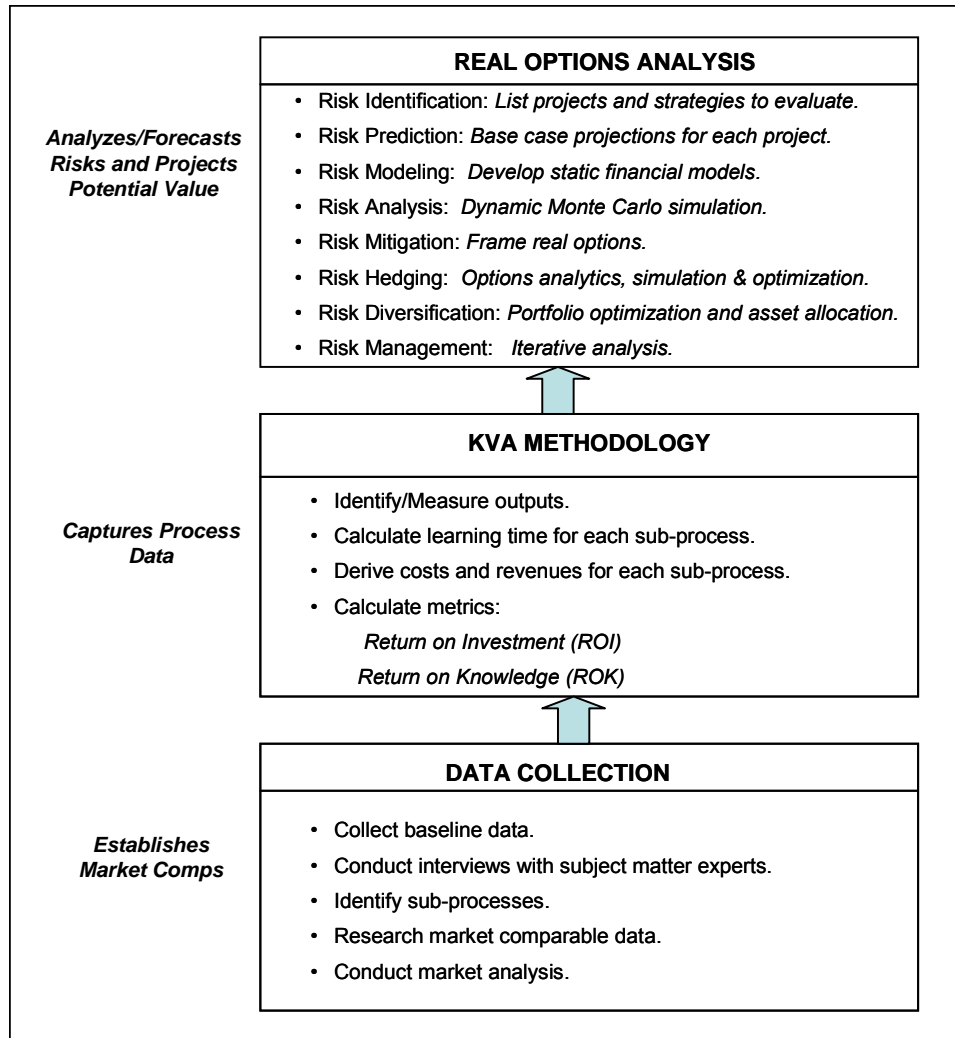 REAL OPTIONS ANALYSIS
Analyzes/Forecasts
Risks and Projects
Potential Value
• Risk Identification: List projects and strategies to evaluate.
• Risk Prediction: Base case projections for each project.
• Risk Modeling: Develop static financial models.
• Risk Analysis: Dynamic Monte Carlo simulation.
• Risk Mitigation: Frame real options.
• Risk Hedging: Options analytics, simulation & optimization.
• Risk Diversification: Portfolio optimization and asset allocation.
• Risk Management: Iterative analysis.
KVA METHODOLOGY
Captures Process
Data
• Identify/Measure outputs.
• Calculate learning time for each sub-process.
• Derive costs and revenues for each sub-process.
• Calculate metrics:
Return on Investment (ROI)
Return on Knowledge (ROK)
DATA COLLECTION
Establishes
Market Comps
• Collect baseline data.
• Conduct interviews with subject matter experts.
• Identify sub-processes.
• Research market comparable data.
• Conduct market analysis.